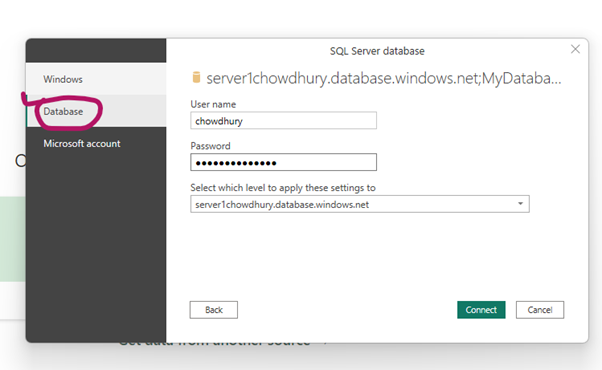 SQL Server database
Windows
Database
Microsoft account
server1chowdhury.database.windows.net;MyDataba...
User name
chowdhury
Password
●●●●●●●●●●●●●●
Select which level to apply these settings to
server1chowdhury.database.windows.net
Back
Connect
Cancel
Get data from another source